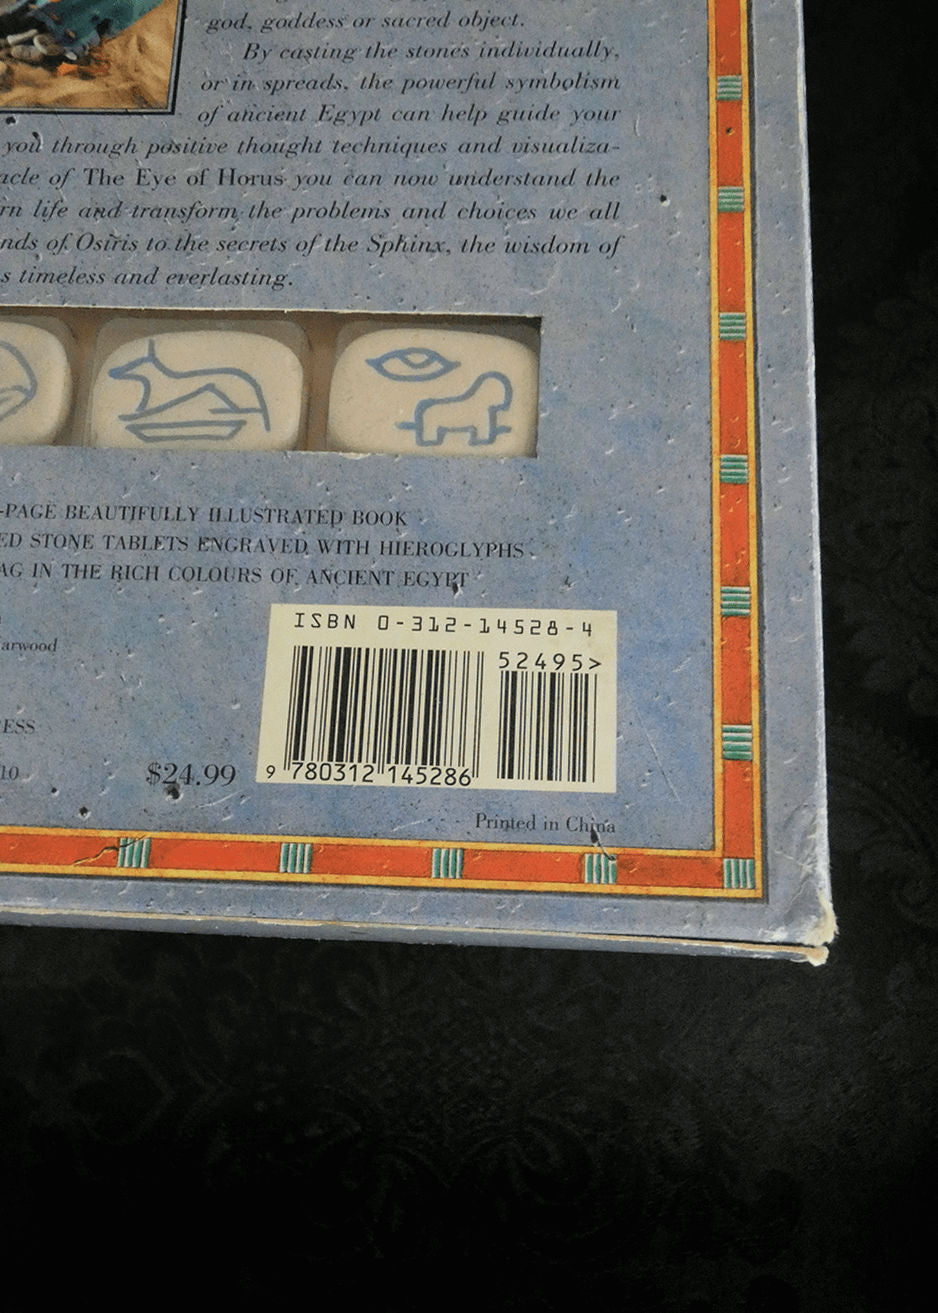 god, goddess or sacred object.
By casting the stones individually,
or in spreads, the powerful symbolism
of ancient Egypt can help guide your
you through positive thought techniques and visualiza-
acle of The Eye of Horus you can now understand the
rn life and transform the problems and choices we all
nds of Osiris to the secrets of the Sphinx, the wisdom of
s timeless and everlasting.
-PAGE BEAUTIFULLY ILLUSTRATED BOOK
ED STONE TABLETS ENGRAVED WITH HIEROGLYPHS
AG IN THE RICH COLOURS OF ANCIENT EGYPT
arwood
ESS
10
$24.99
ISBN 0-312-14528-4
52495>
9 780312 145286
Printed in China